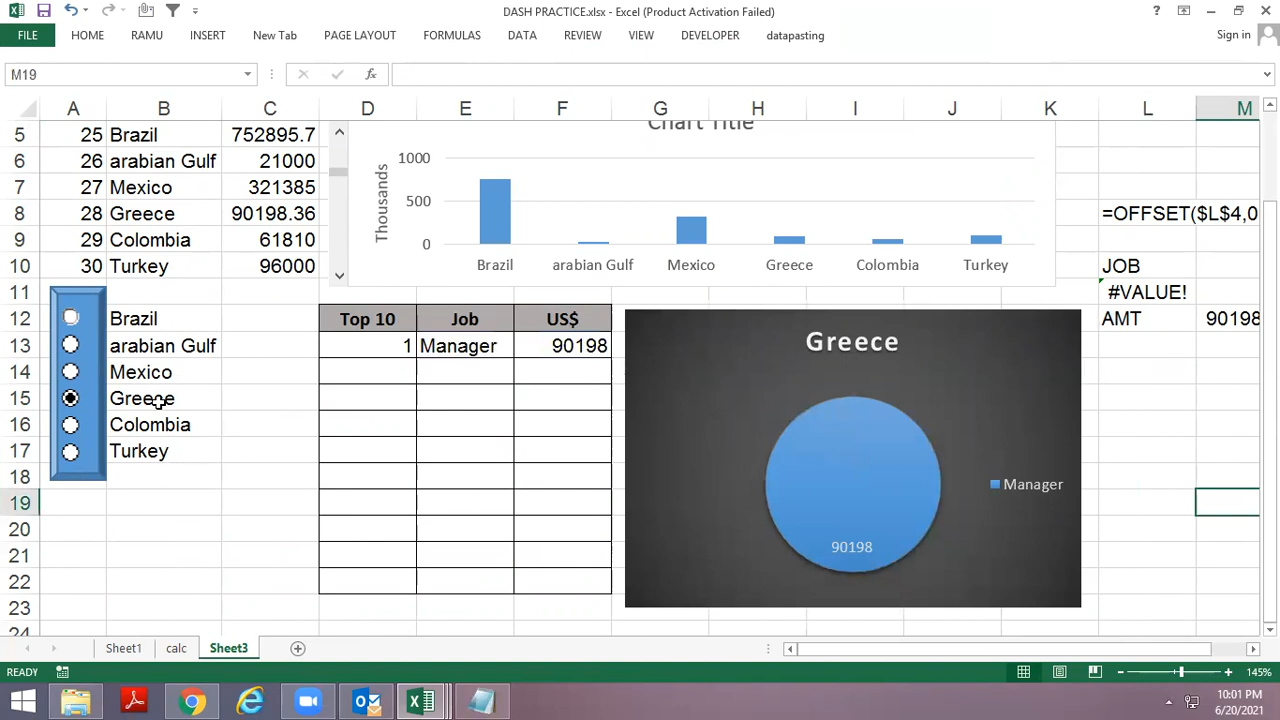 DASH PRACTICE.xlsx - Excel (Product Activation Failed)
FILE HOME RAMU INSERT New Tab PAGE LAYOUT FORMULAS DATA REVIEW VIEW DEVELOPER datapasting Sign in
M19 fx
A B C D E F G H I J K L M
Chart Title
5 25 Brazil 752895.7
6 26 arabian Gulf 21000
7 27 Mexico 321385
8 28 Greece 90198.36 =OFFSET($L$4,0
9 29 Colombia 61810
10 30 Turkey 96000 JOB
Thousands
1000
500
0
Brazil arabian Gulf Mexico Greece Colombia Turkey
11 #VALUE!
12 Brazil Top 10 Job US$ AMT 90198
13 arabian Gulf 1 Manager 90198
14 Mexico
15 Greece
16 Colombia
17 Turkey
18
19
20
21
22
23
24
Greece
Manager
90198
Sheet1 calc Sheet3
READY 145%
10:01 PM
6/20/2021